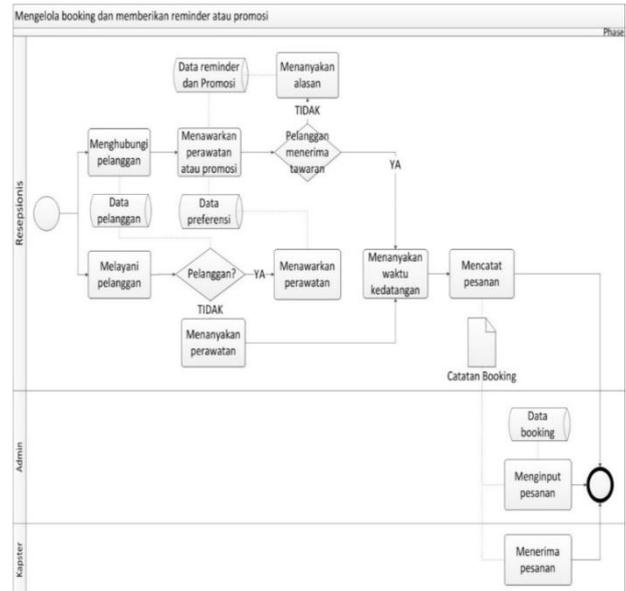 Mengelola booking dan memberikan reminder atau promosi
Phase
Resepsionis
Data reminder
dan Promosi
Menanyakan
alasan
TIDAK
Menghubungi
pelanggan
Menawarkan
perawatan
atau promosi
Pelanggan
menerima
tawaran
YA
Data
pelanggan
Data
preferensi
Melayani
pelanggan
Pelanggan?
YA
Menawarkan
perawatan
Menanyakan
waktu
kedatangan
Mencatat
pesanan
TIDAK
Menanyakan
perawatan
Catatan Booking
Admin
Data
booking
Menginput
pesanan
Kapster
Menerima
pesanan